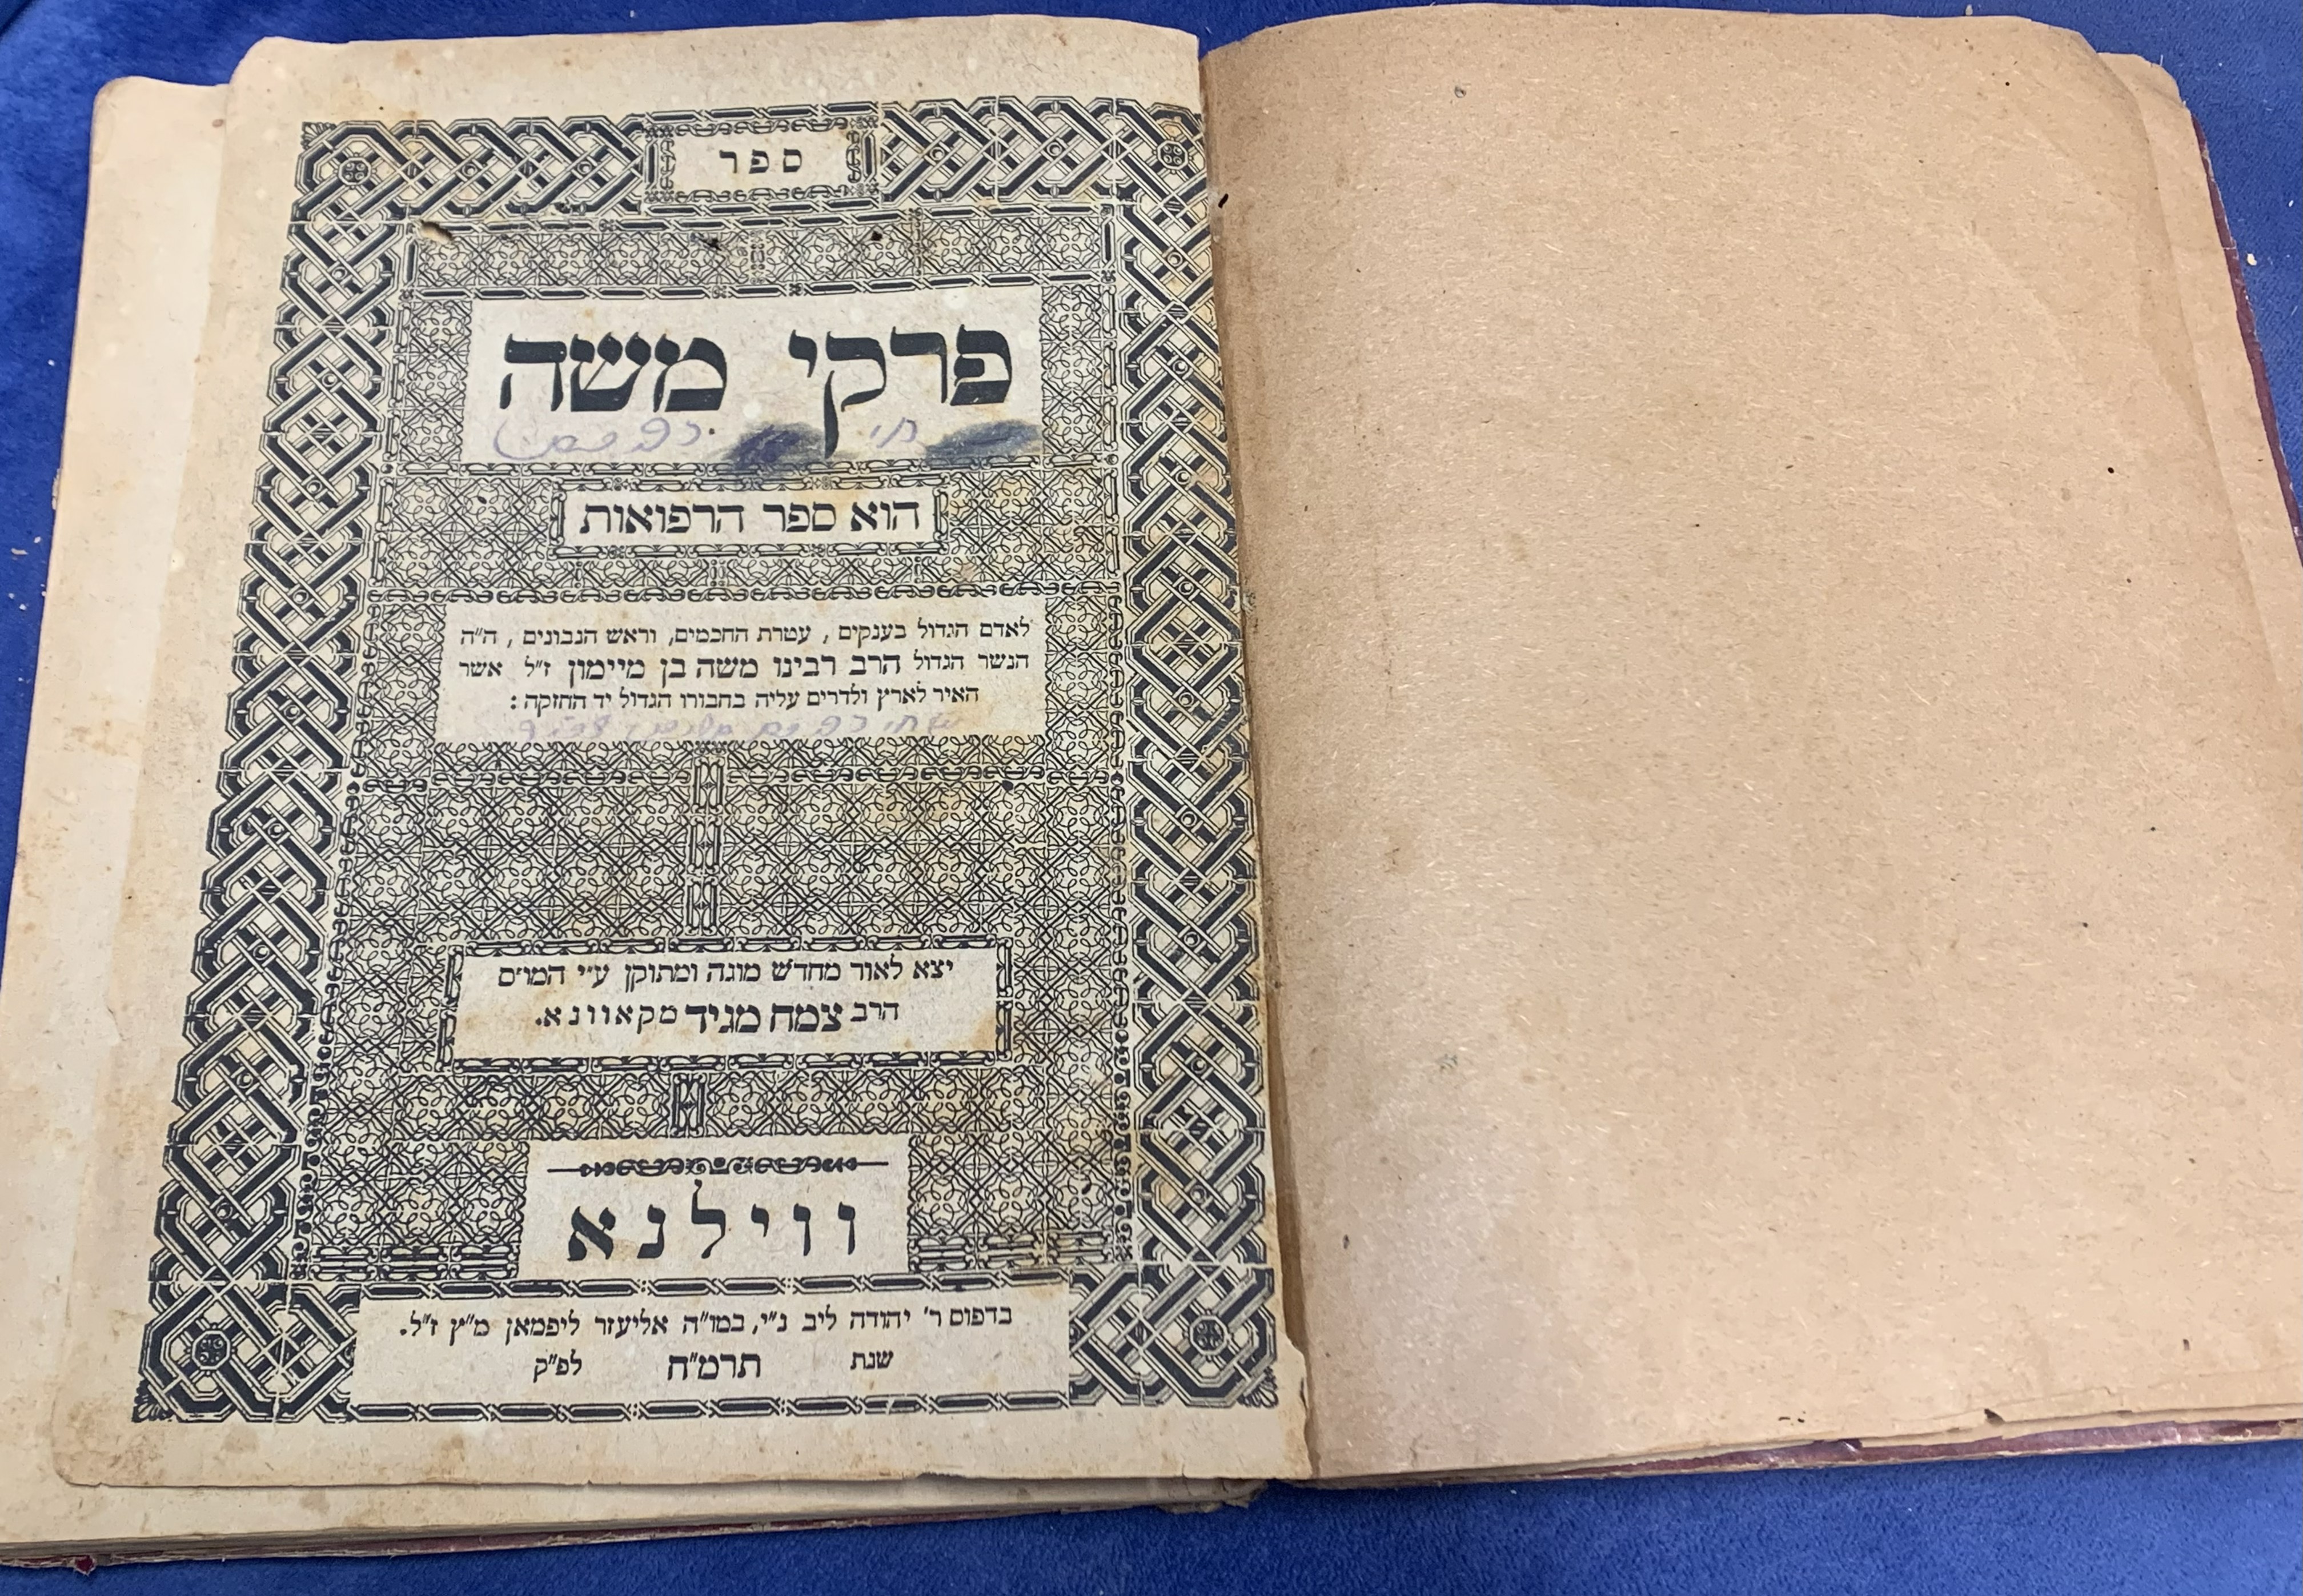 ספר
פרקי משה
הוא ספר הרפואות
לאדם הגדול בענקים, עטרת החכמים, וראש הנבונים, ה"ה
הנשר הגדול הרב רבינו משה בן מיימון ז"ל אשר
האיר לארץ ולדרים עליה בחבורו הגדול יד החזקה:
יצא לאור מחדש מוגה ומתוקן ע"י המו"ס
הרב צמח מגיד מקאוונא.
ווילנא
בדפוס ר' יהודה ליב נ"י, במו"ה אליעזר ליפמאן מ"ץ ז"ל.
שנת תרמ"ח לפ"ק